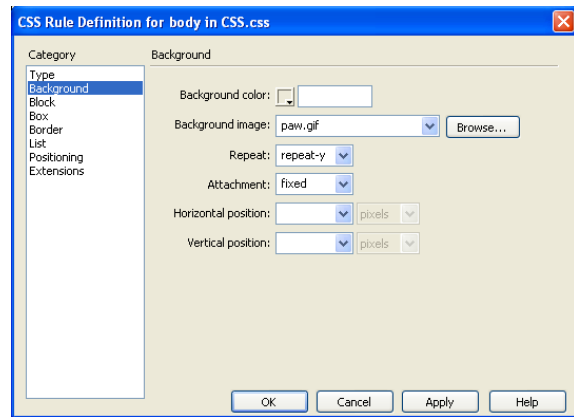 CSS Rule Definition for body in CSS.css
Category
Background
Type
Background
Block
Box
Border
List
Positioning
Extensions
Background color:
Background image: paw.gif Browse...
Repeat: repeat-y
Attachment: fixed
Horizontal position: pixels
Vertical position: pixels
OK Cancel Apply Help